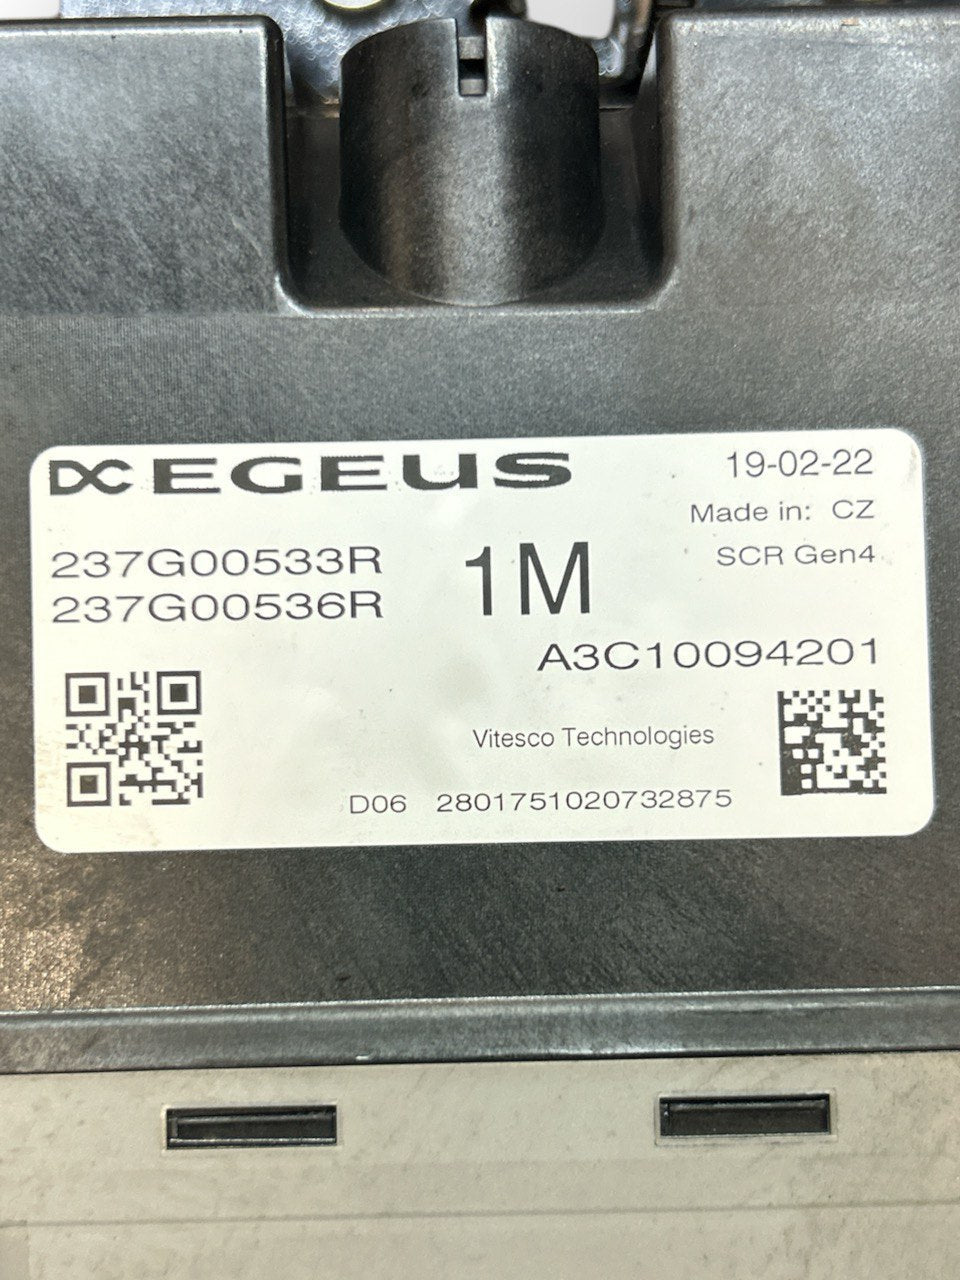 EGEUS
19-02-22
Made in: CZ
237G00533R
1M
SCR Gen4
237G00536R
A3C10094201
Vitesco Technologies
D06 2801751020732875